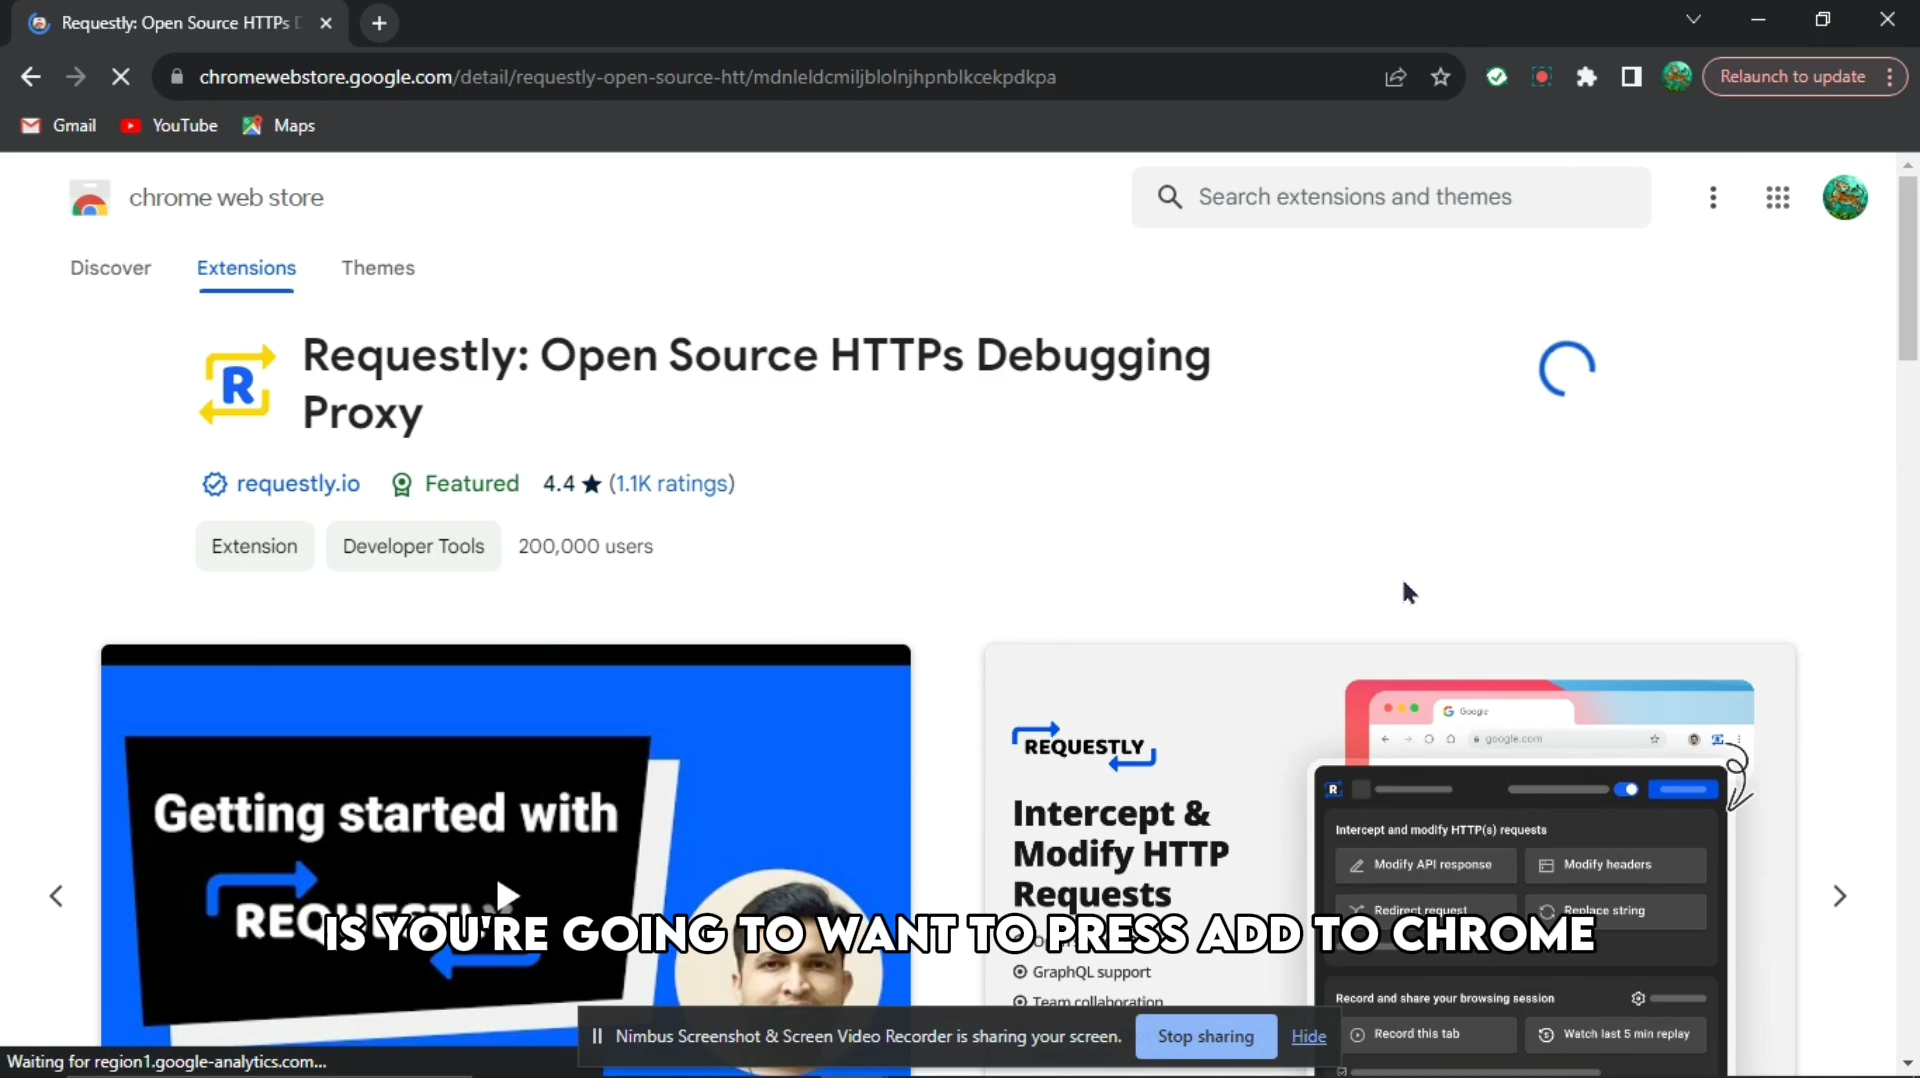 Requestly: Open Source HTTPs D
chromewebstore.google.com/detail/requestly-open-source-htt/mdnleldcmiljblolnjhpnblkcekpdkpa
Relaunch to update
Gmail
YouTube
Maps
chrome web store
Search extensions and themes
Discover
Extensions
Themes
Requestly: Open Source HTTPs Debugging
Proxy
R
requestly.io
Featured
4.4 ★ (1.1K ratings)
Extension
Developer Tools
200,000 users
Getting started with
REQUESTLY
REQUESTLY
Intercept &
Modify HTTP
Requests
GraphQL support
Team collaboration
Google
google.com
R
Intercept and modify HTTP(s) requests
Modify API response
Modify headers
Redirect request
Replace string
Record and share your browsing session
Record this tab
Watch last 5 min replay
IS YOU'RE GOING TO WANT TO PRESS ADD TO CHROME
Nimbus Screenshot & Screen Video Recorder is sharing your screen.
Stop sharing
Hide
Waiting for region1.google-analytics.com...